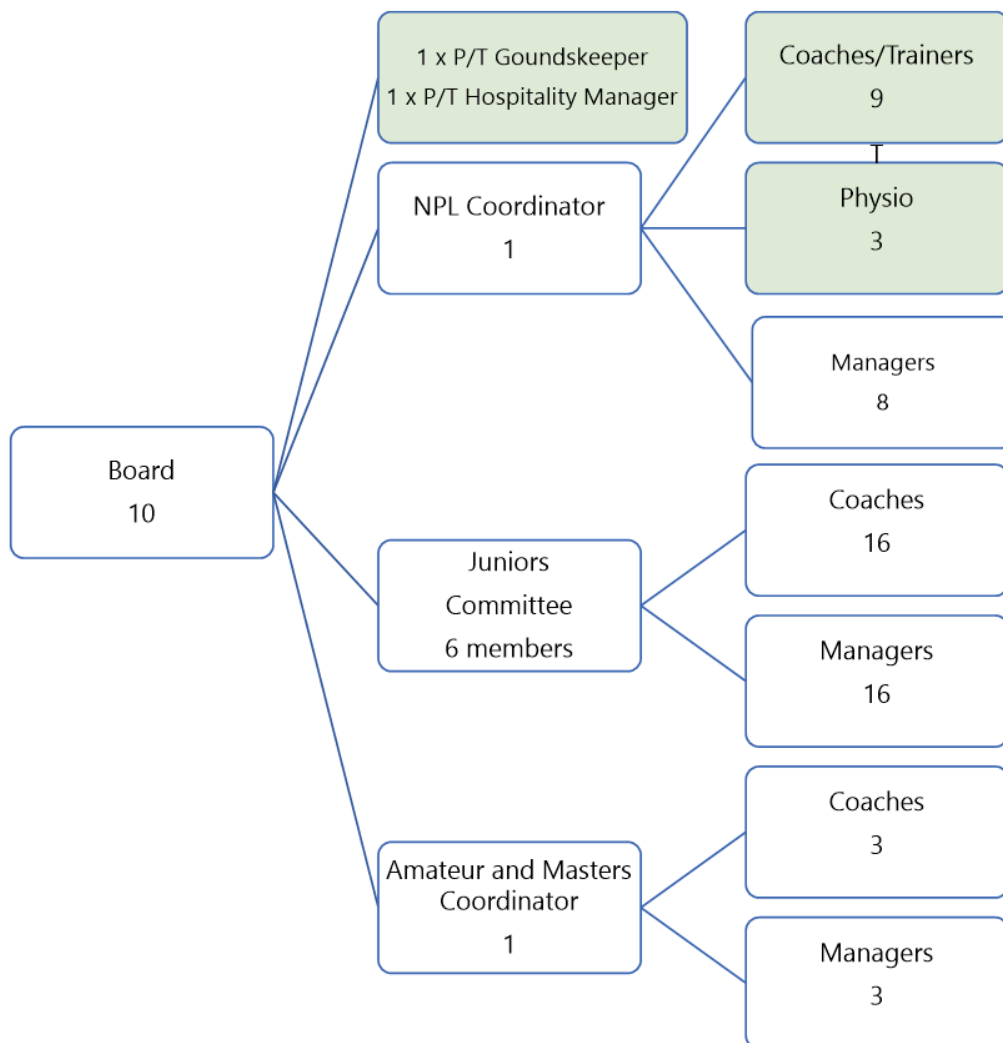 1 x P/T Goundskeeper
1 x P/T Hospitality Manager
Coaches/Trainers
9
T
NPL Coordinator
1
Physio
3
Managers
8
Board
10
Juniors
Committee
6 members
Coaches
16
Managers
16
Amateur and Masters
Coordinator
1
Coaches
3
Managers
3